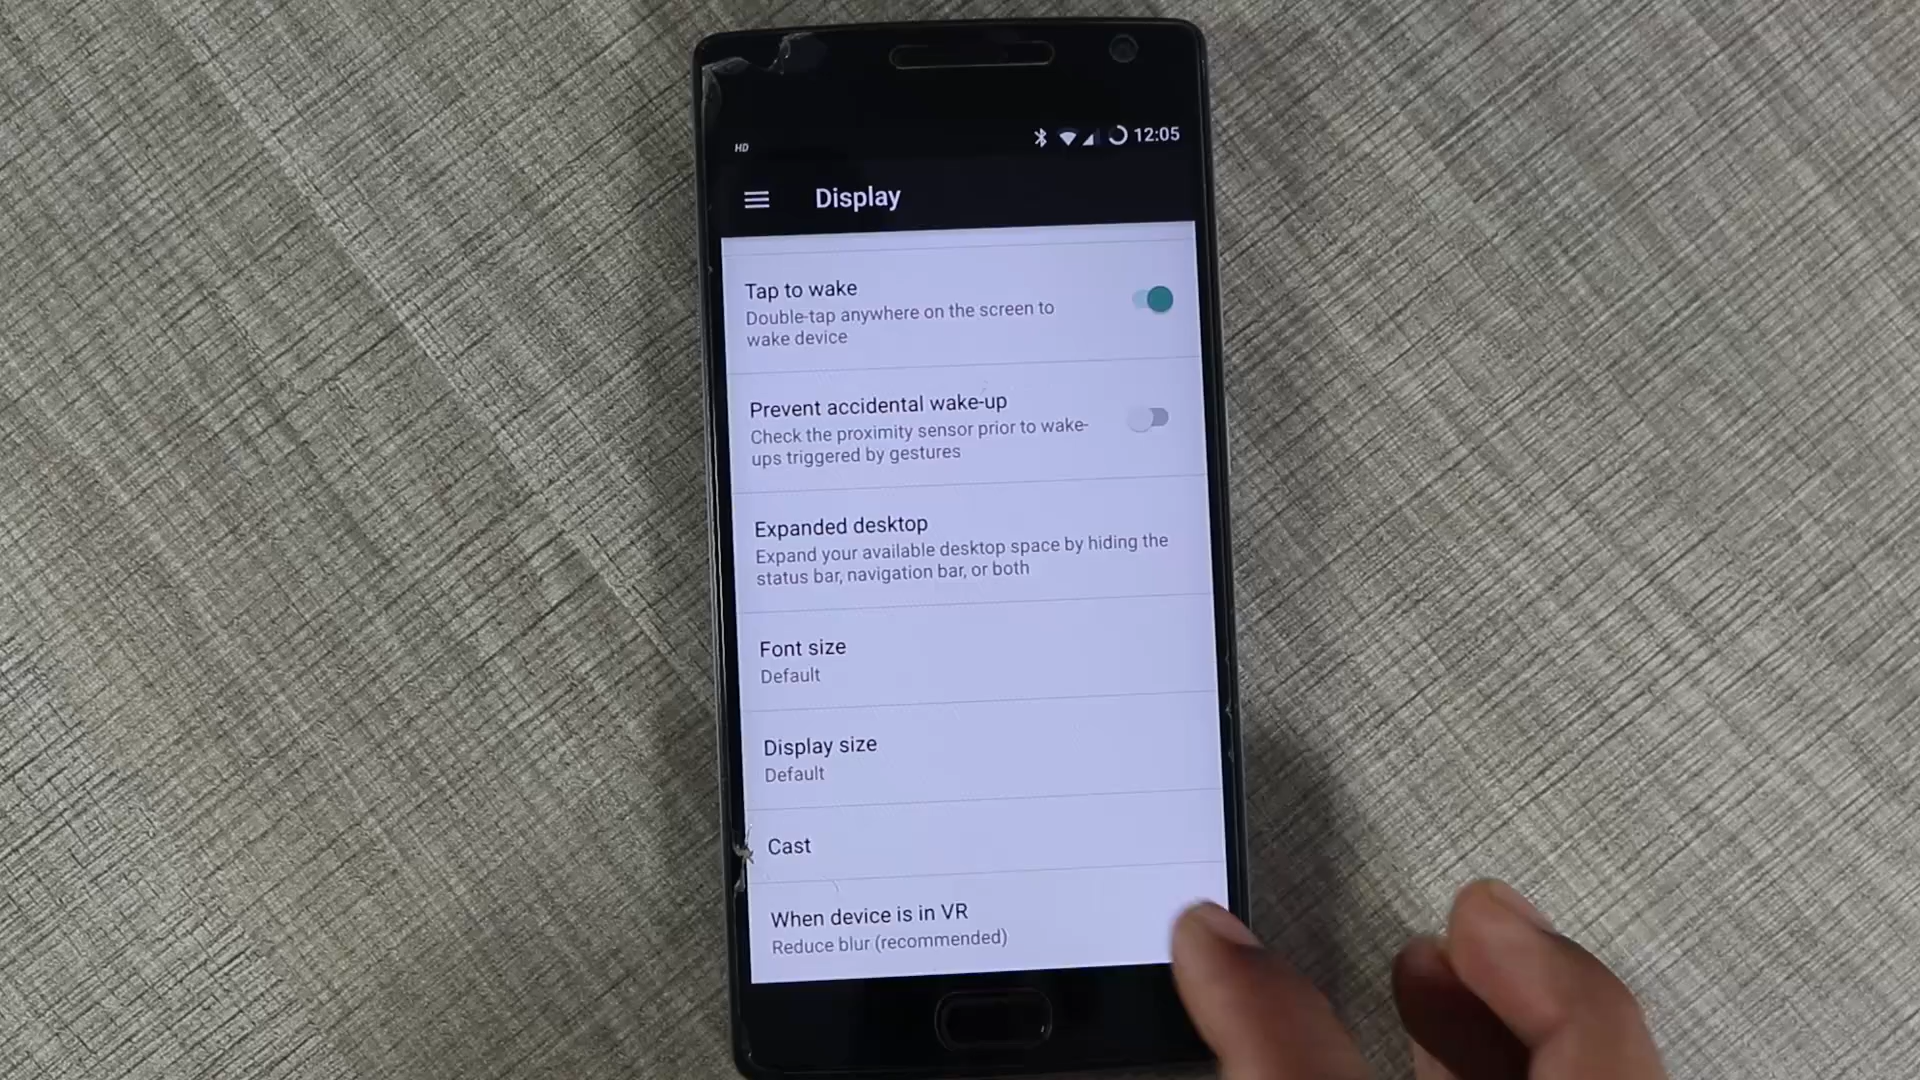 HD
12:05
Display
Tap to wake
Double-tap anywhere on the screen to
wake device
Prevent accidental wake-up
Check the proximity sensor prior to wake-
ups triggered by gestures
Expanded desktop
Expand your available desktop space by hiding the
status bar, navigation bar, or both
Font size
Default
Display size
Default
Cast
When device is in VR
Reduce blur (recommended)